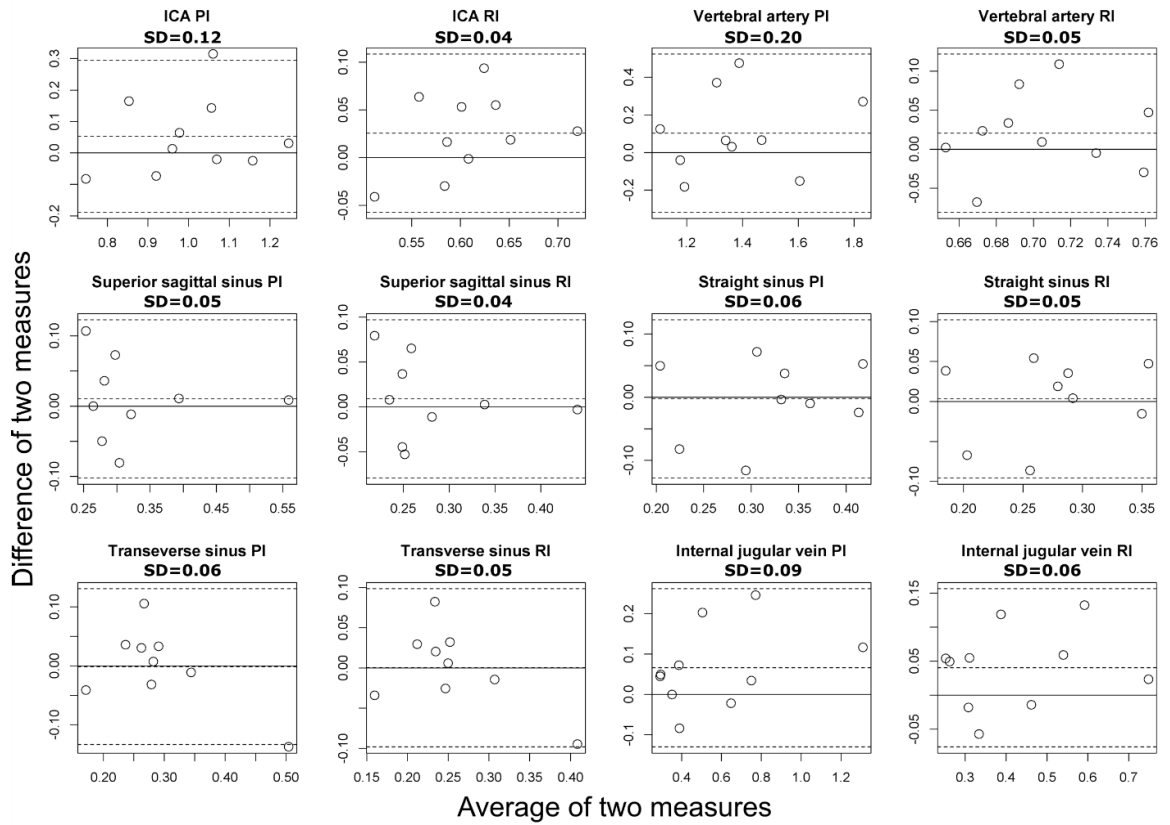 ICA PI
SD=0.12
0.3
0.2
0.1
0.0
-0.2
0.8 0.9 1.0 1.1 1.2
ICA RI
SD=0.04
0.10
0.05
0.00
-0.05
0.55 0.60 0.65 0.70
Vertebral artery PI
SD=0.20
0.4
0.2
0.0
-0.2
1.2 1.4 1.6 1.8
Vertebral artery RI
SD=0.05
0.10
0.05
0.00
-0.05
0.66 0.68 0.70 0.72 0.74 0.76
Difference of two measures
Superior sagittal sinus PI
SD=0.05
0.10
0.00
-0.10
0.25 0.35 0.45 0.55
Superior sagittal sinus RI
SD=0.04
0.10
0.05
0.00
-0.05
0.25 0.30 0.35 0.40
Straight sinus PI
SD=0.06
0.10
0.05
0.00
-0.10
0.20 0.25 0.30 0.35 0.40
Straight sinus RI
SD=0.05
0.10
0.05
0.00
-0.10
0.20 0.25 0.30 0.35
Transeverse sinus PI
SD=0.06
0.10
0.00
-0.10
0.20 0.30 0.40 0.50
Transverse sinus RI
SD=0.05
0.10
0.05
0.00
-0.10
0.15 0.20 0.25 0.30 0.35 0.40
Internal jugular vein PI
SD=0.09
0.2
0.1
0.0
-0.1
0.4 0.6 0.8 1.0 1.2
Internal jugular vein RI
SD=0.06
0.15
0.05
-0.05
0.3 0.4 0.5 0.6 0.7
Average of two measures